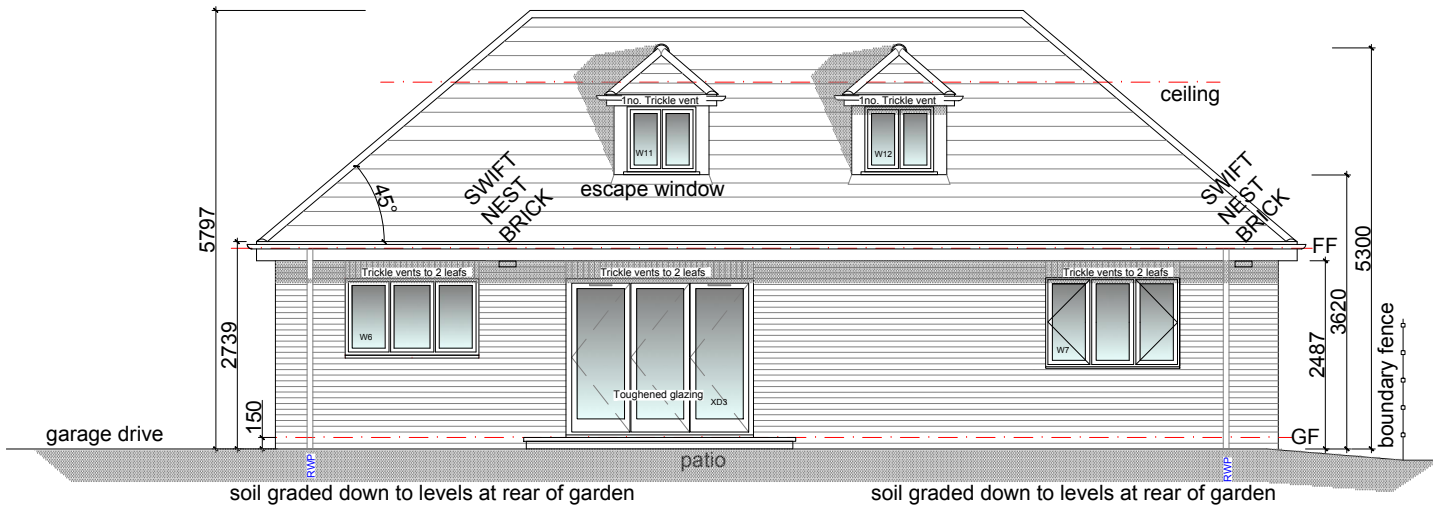 ceiling
1no. Trickle vent
1no. Trickle vent
W11
W12
escape window
SWIFT
NEST
BRICK
SWIFT
NEST
BRICK
45°
5797
2739
150
FF
5300
3620
2487
Trickle vents to 2 leafs
Trickle vents to 2 leafs
Trickle vents to 2 leafs
W6
W7
Toughened glazing
XD3
boundary fence
garage drive
GF
patio
RWP
RWP
soil graded down to levels at rear of garden
soil graded down to levels at rear of garden